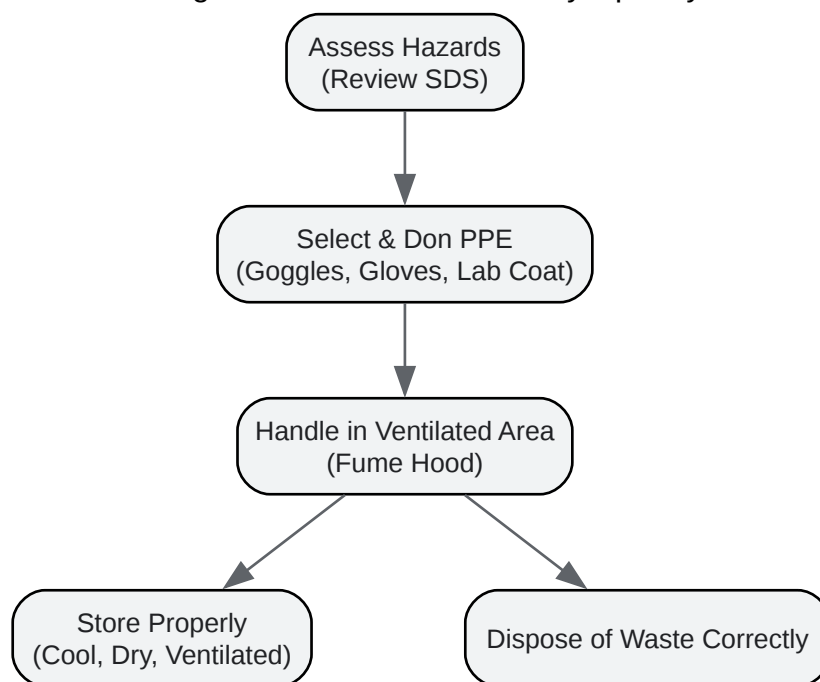 Assess Hazards
(Review SDS)
Select & Don PPE
(Goggles, Gloves, Lab Coat)
Handle in Ventilated Area
(Fume Hood)
Store Properly
(Cool, Dry, Ventilated)
Dispose of Waste Correctly